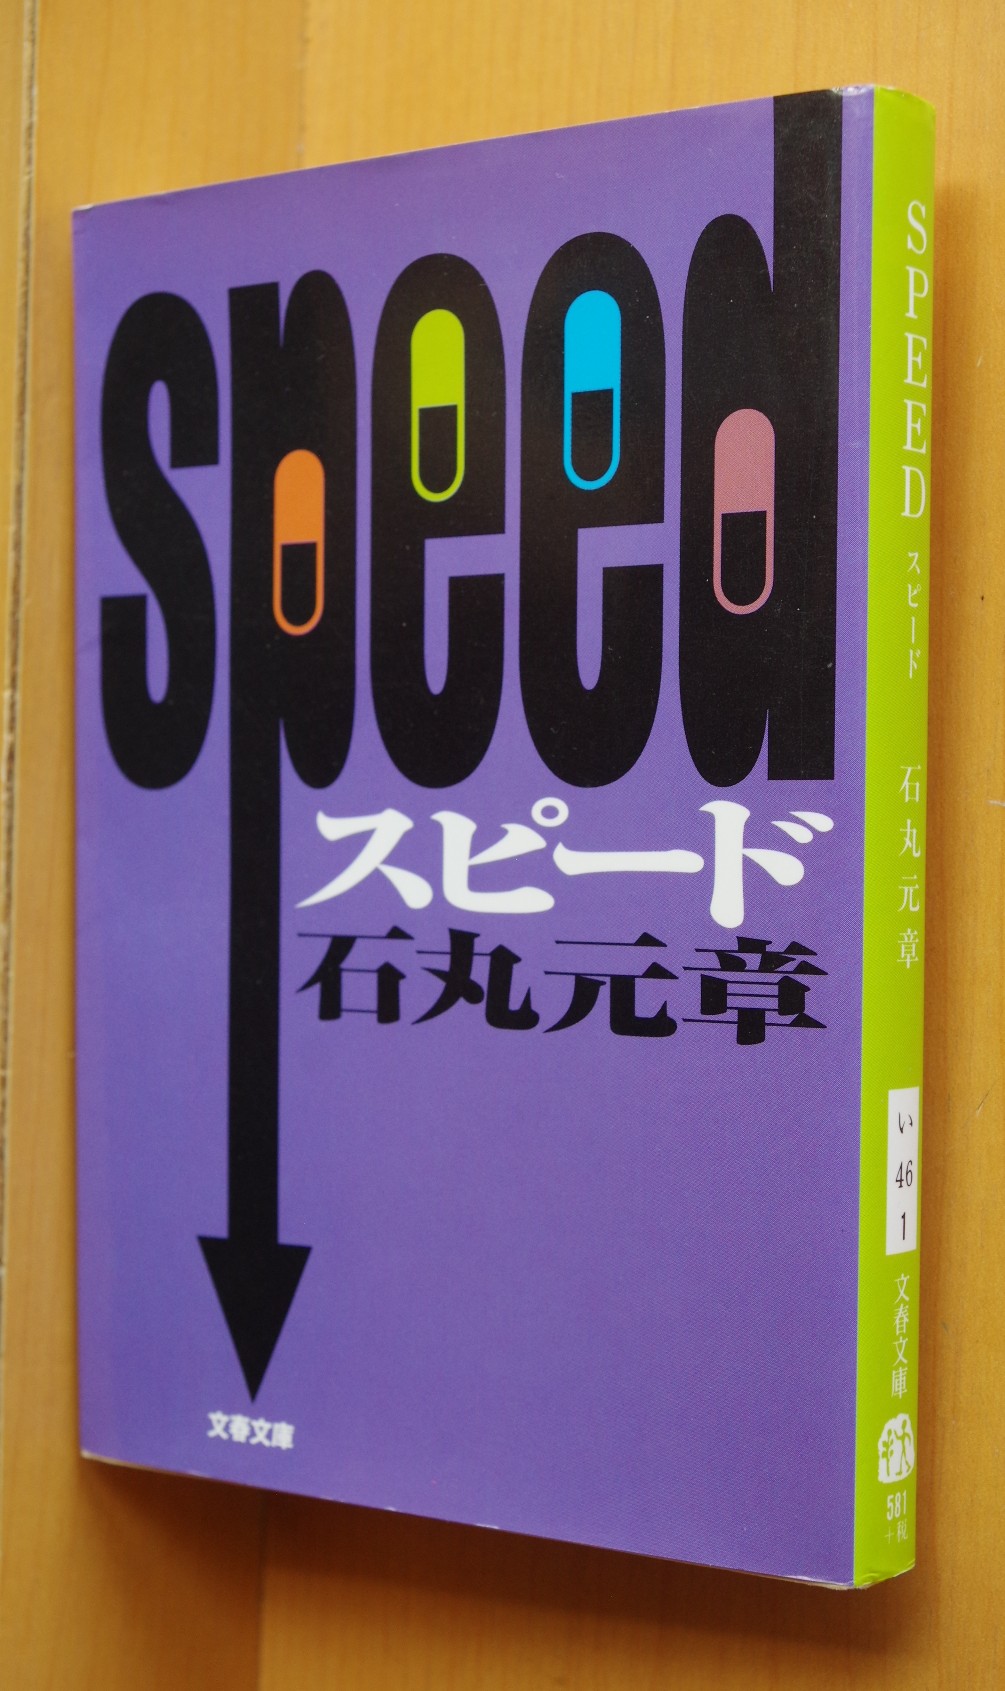 speed
スピード
石丸元章
文春文庫
SPEED スピード 石丸元章
い
46
1
文春文庫
581
+税